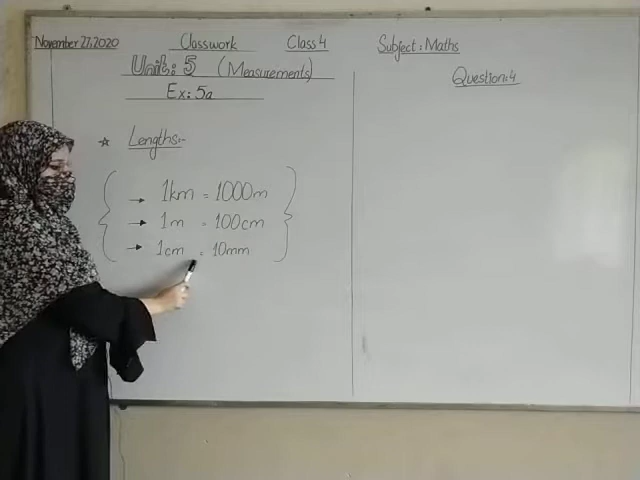 November 27, 2020 Classwork Class 4 Subject: Maths
Unit: 5 (Measurements)
Ex: 5a
☆ Lengths:-
→ 1km = 1000m
→ 1m = 100cm
→ 1cm = 10mm
Question: 4